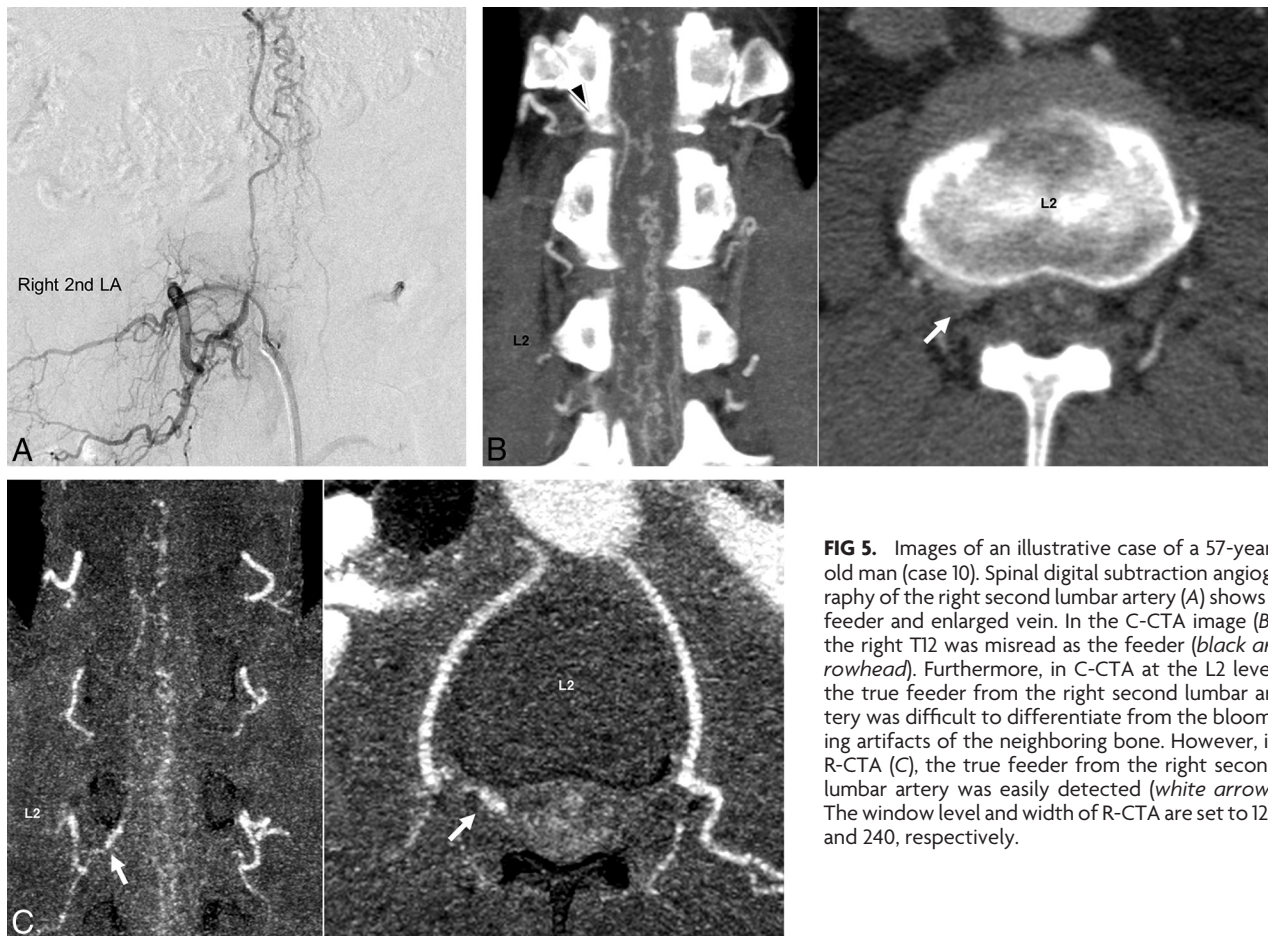 Right 2nd LA
A
L2
B
L2
L2
C
L2
FIG 5. Images of an illustrative case of a 57-year
old man (case 10). Spinal digital subtraction angiog
raphy of the right second lumbar artery (A) shows
feeder and enlarged vein. In the C-CTA image (B
the right T12 was misread as the feeder (black ar
rowhead). Furthermore, in C-CTA at the L2 leve
the true feeder from the right second lumbar ar
tery was difficult to differentiate from the bloom
ing artifacts of the neighboring bone. However, i
R-CTA (C), the true feeder from the right secon
lumbar artery was easily detected (white arrow
The window level and width of R-CTA are set to 12
and 240, respectively.